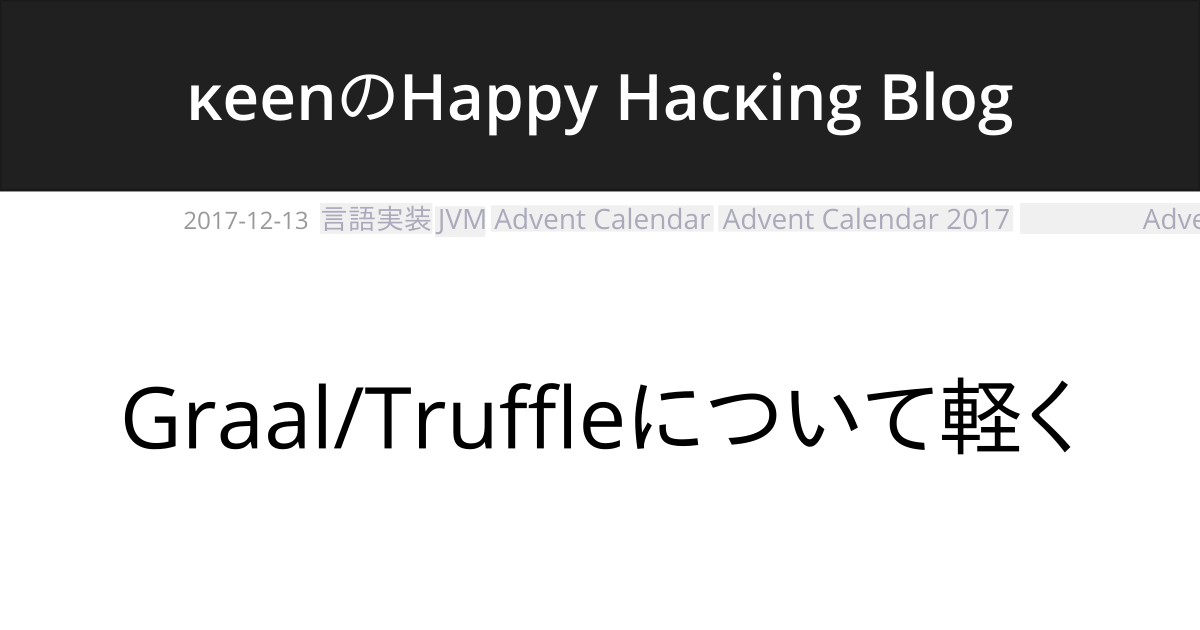 κeenのHappy Hacκing Blog
2017-12-13 言語実装 JVM Advent Calendar Advent Calendar 2017
Graal/Truffleについて軽く